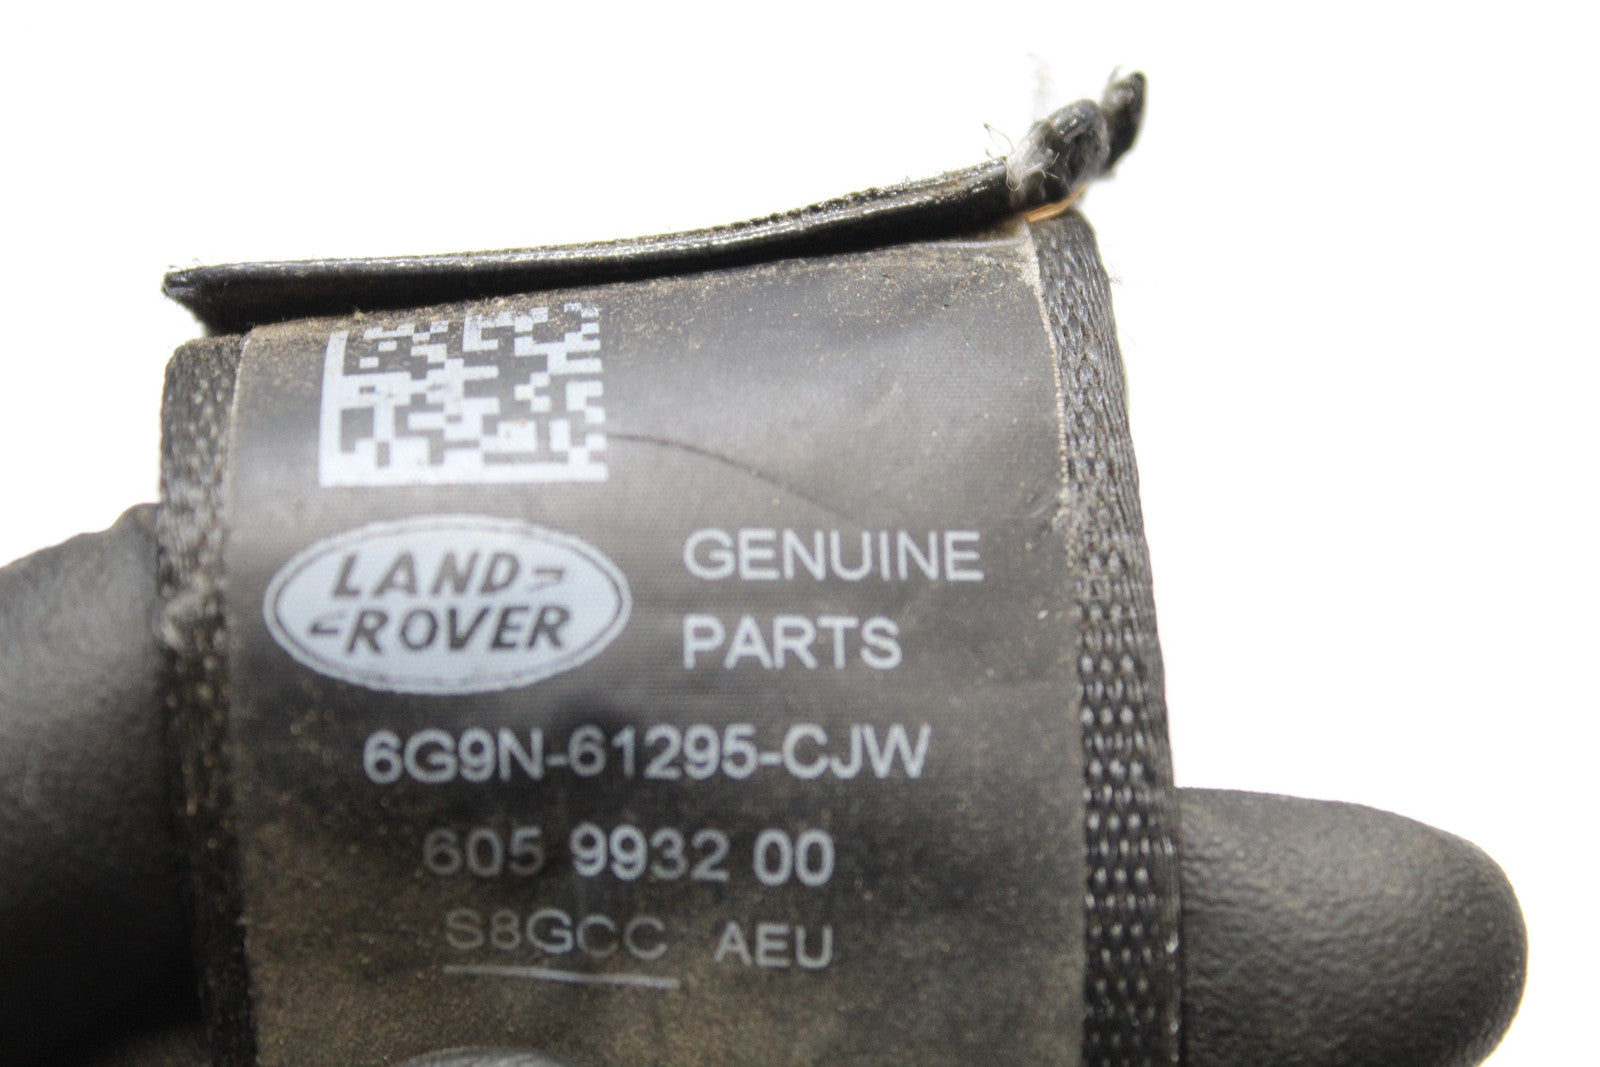 LAND
ROVER
GENUINE
PARTS
6G9N-61295-CJW
605 9932 00
S8GCC AEU